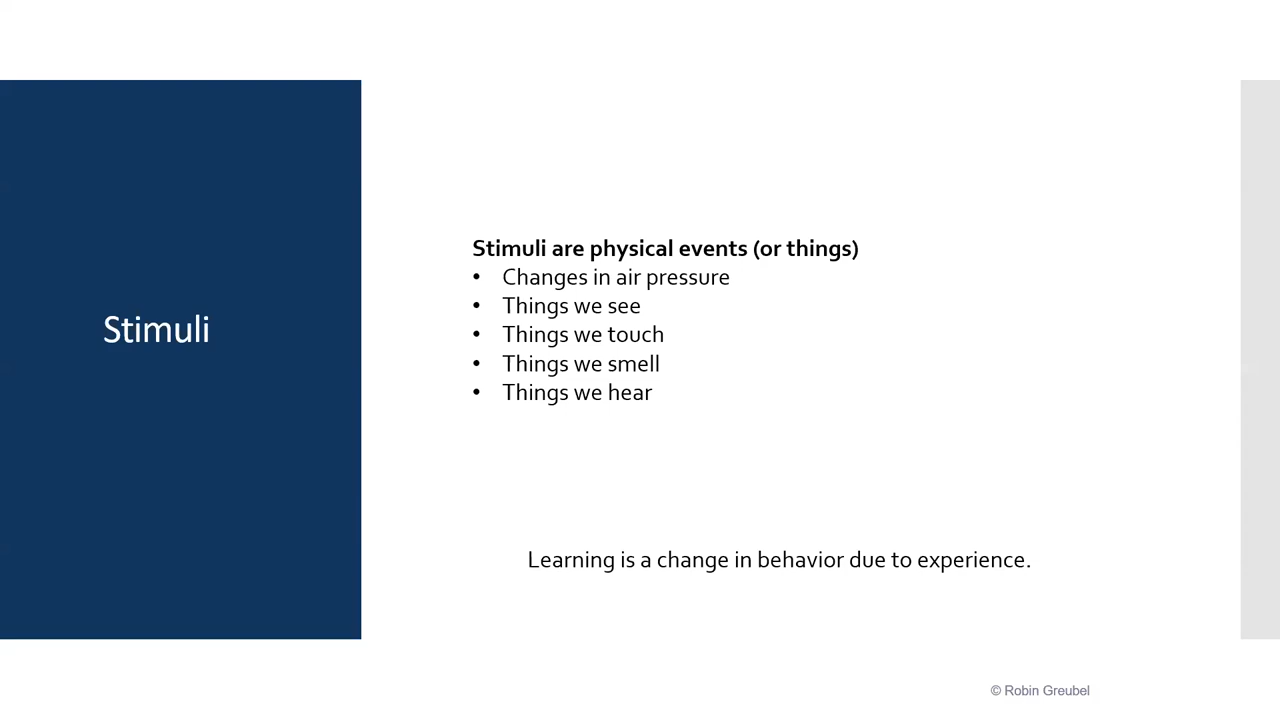 Stimuli
Stimuli are physical events (or things)
• Changes in air pressure
• Things we see
• Things we touch
• Things we smell
• Things we hear
Learning is a change in behavior due to experience.
© Robin Greubel